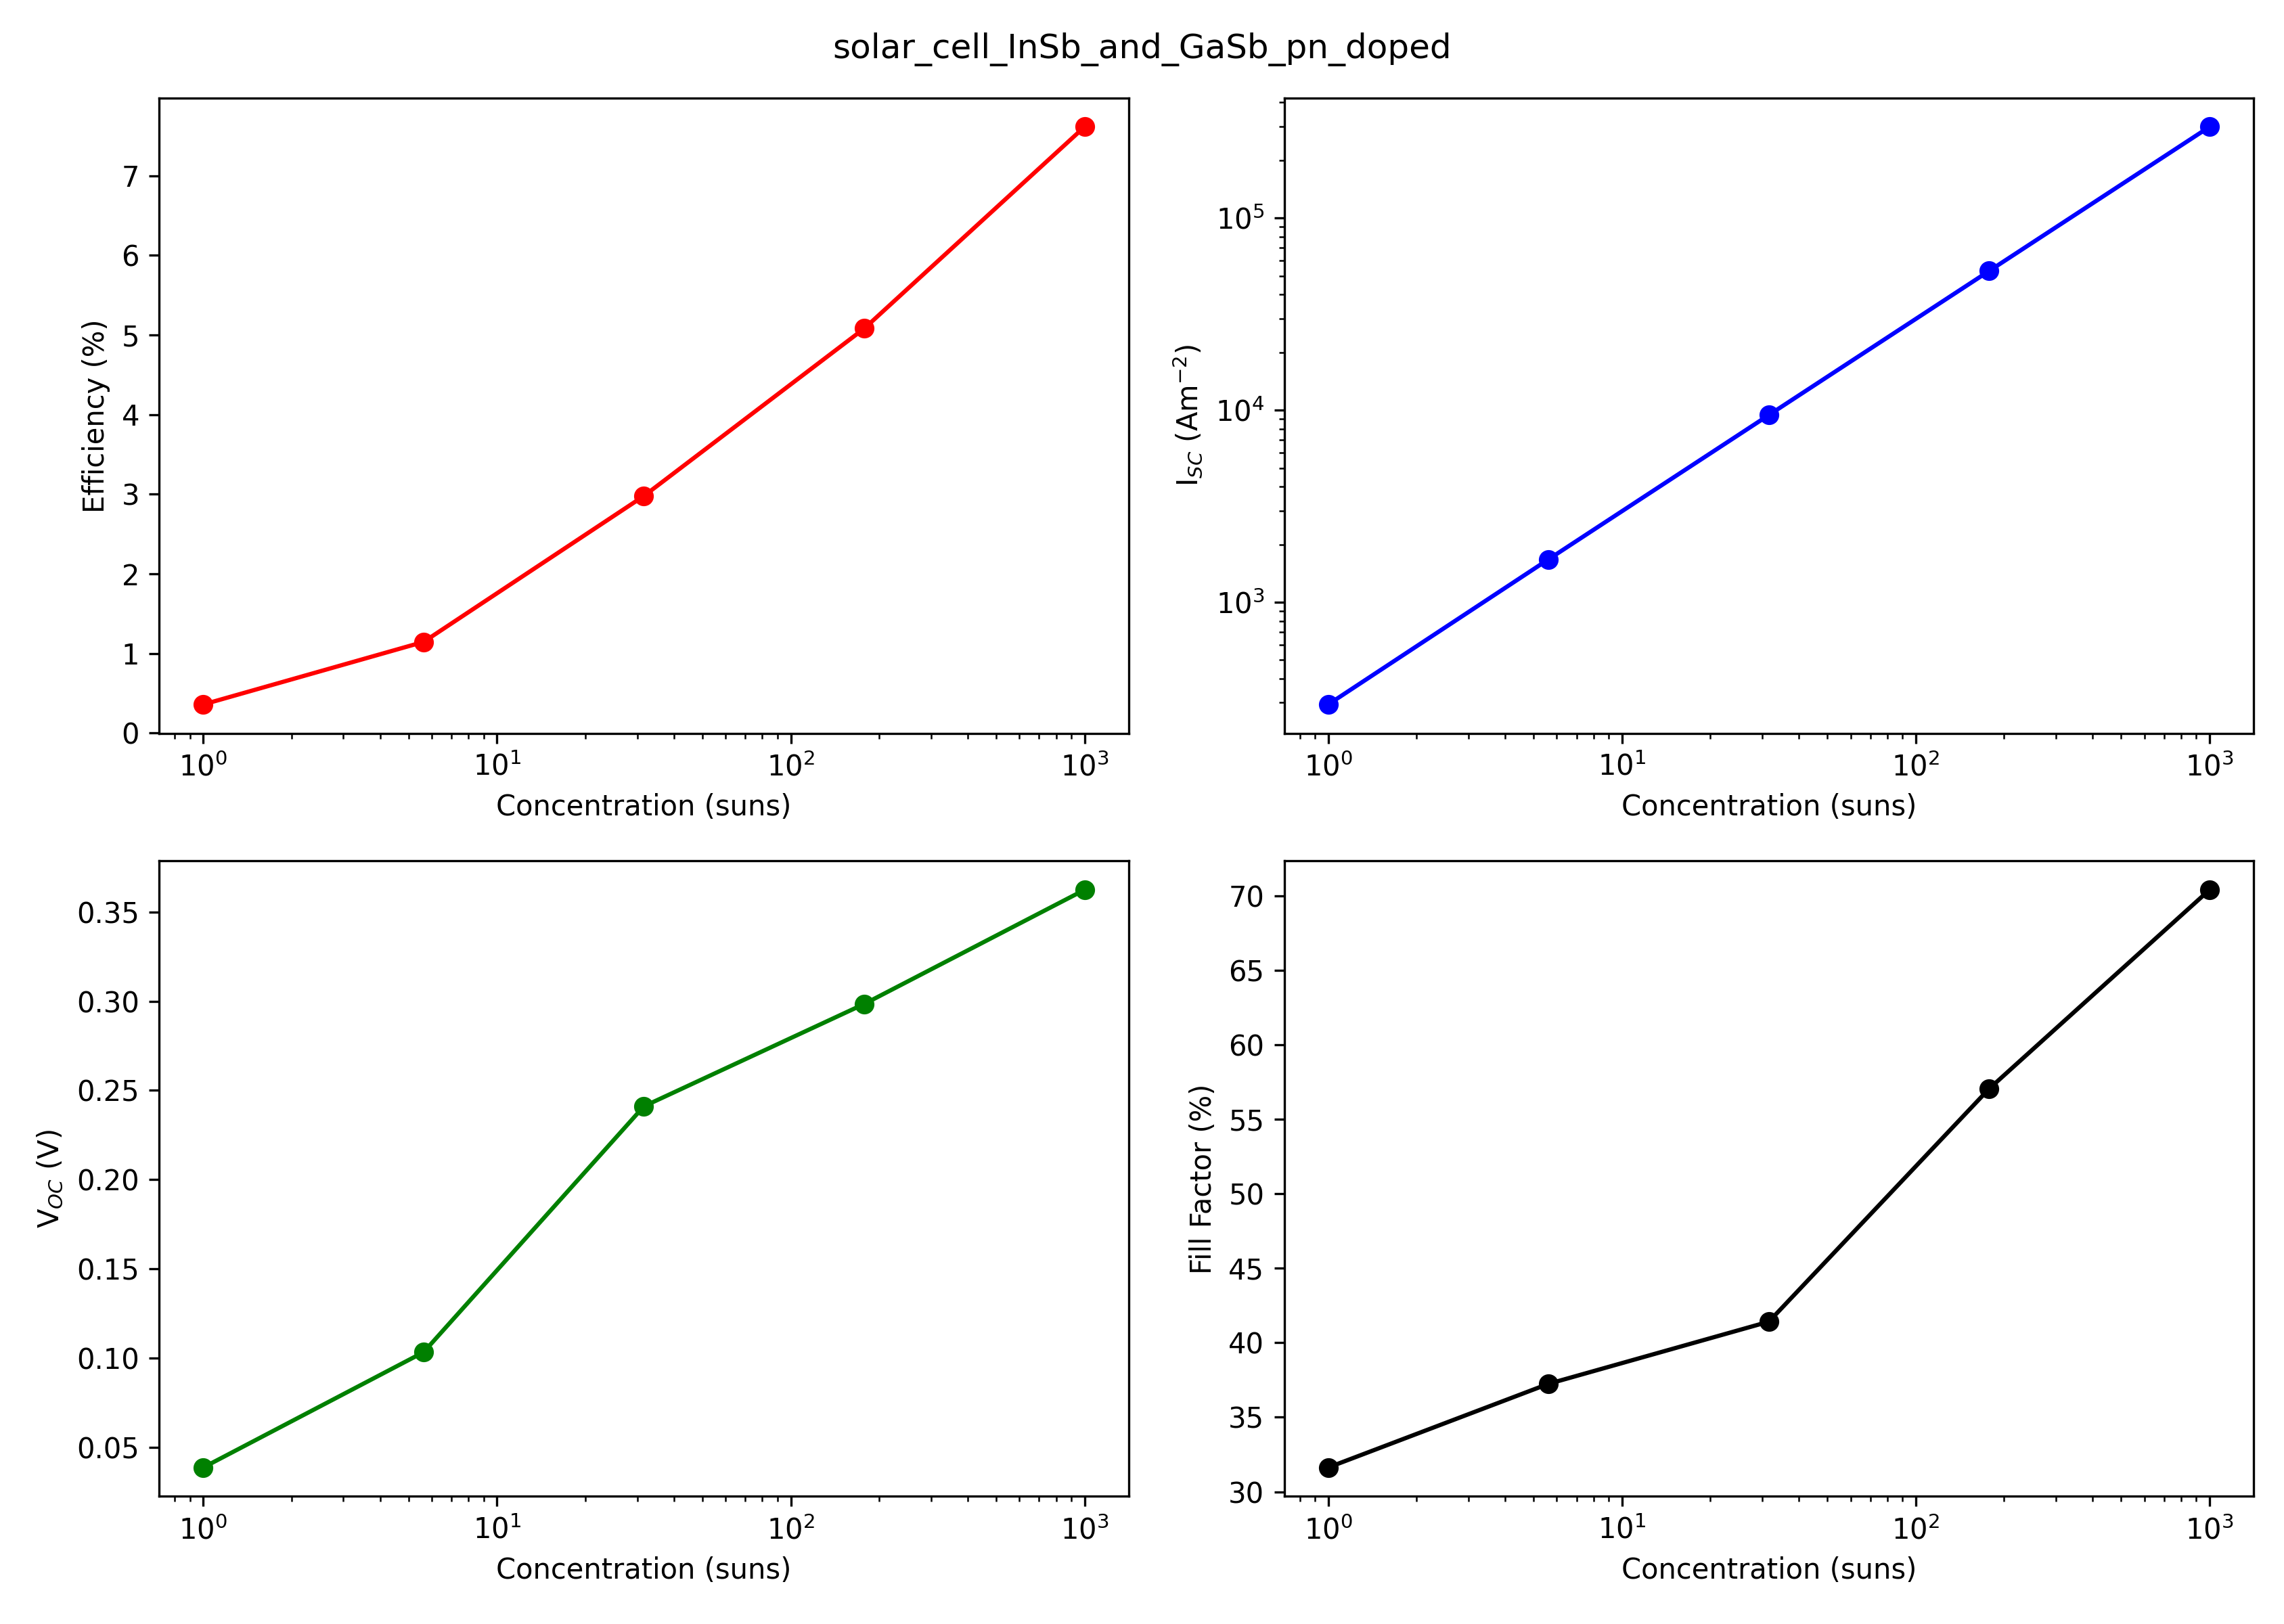 solar_cell_InSb_and_GaSb_pn_doped
Efficiency (%)
7
6
5
4
3
2
1
0
10⁰ 10¹ 10² 10³
Concentration (suns)
I_SC (Am⁻²)
10⁵
10⁴
10³
10⁰ 10¹ 10² 10³
Concentration (suns)
V_OC (V)
0.35
0.30
0.25
0.20
0.15
0.10
0.05
10⁰ 10¹ 10² 10³
Concentration (suns)
Fill Factor (%)
70
65
60
55
50
45
40
35
30
10⁰ 10¹ 10² 10³
Concentration (suns)